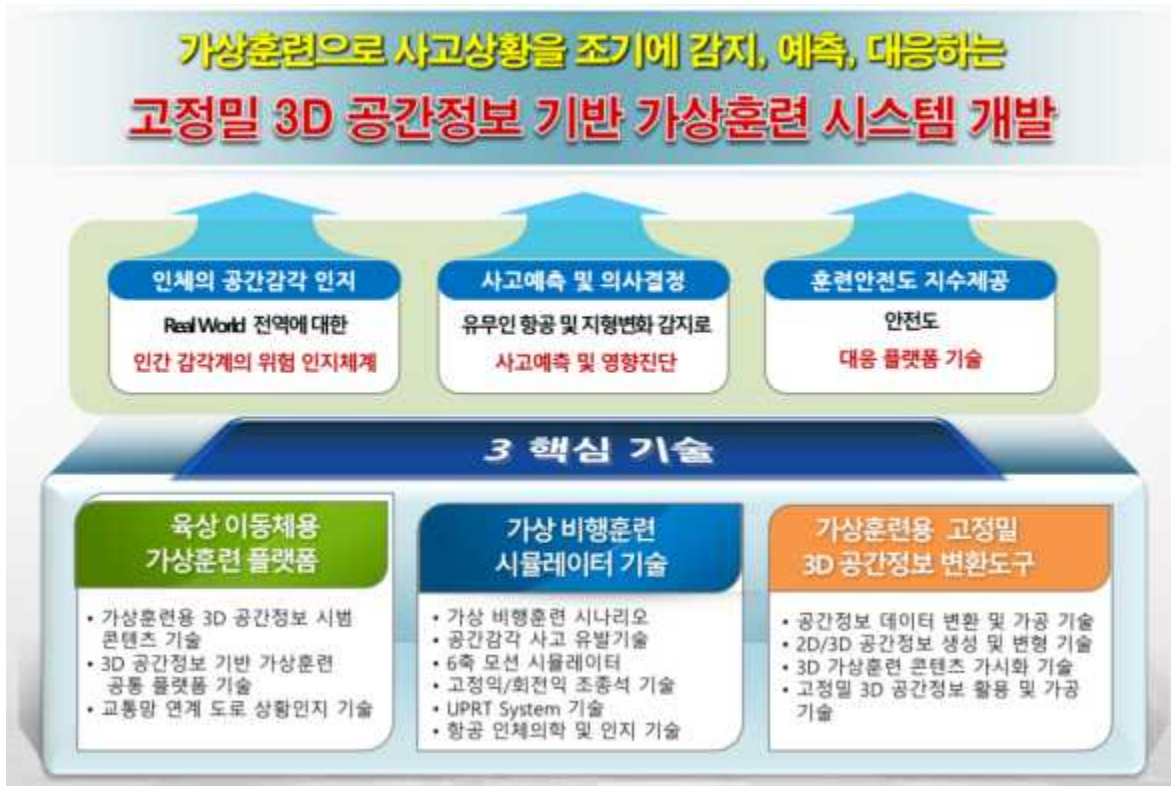 가상훈련으로 사고상황을 조기에 감지, 예측, 대응하는
고정밀 3D 공간정보 기반 가상훈련 시스템 개발
인체의 공간감각 인지
Real World 전역에 대한
인간 감각계의 위험 인지체계
사고예측 및 의사결정
유무인 항공 및 지형변화 감지로
사고예측 및 영향진단
훈련안전도 지수제공
안전도
대응 플랫폼 기술
3 핵심 기술
육상 이동체용
가상훈련 플랫폼
• 가상훈련용 3D 공간정보 시범
콘텐츠 기술
• 3D 공간정보 기반 가상훈련
공통 플랫폼 기술
• 교통망 연계 도로 상황인지 기술
가상 비행훈련
시뮬레이터 기술
• 가상 비행훈련 시나리오
• 공간감각 사고 유발기술
• 6축 모션 시뮬레이터
• 고정익/회전익 조종석 기술
• UPRT System 기술
• 항공 인체의학 및 인지 기술
가상훈련용 고정밀
3D 공간정보 변환도구
• 공간정보 데이터 변환 및 가공 기술
• 2D/3D 공간정보 생성 및 변형 기술
• 3D 가상훈련 콘텐츠 가시화 기술
• 고정밀 3D 공간정보 활용 및 가공
기술